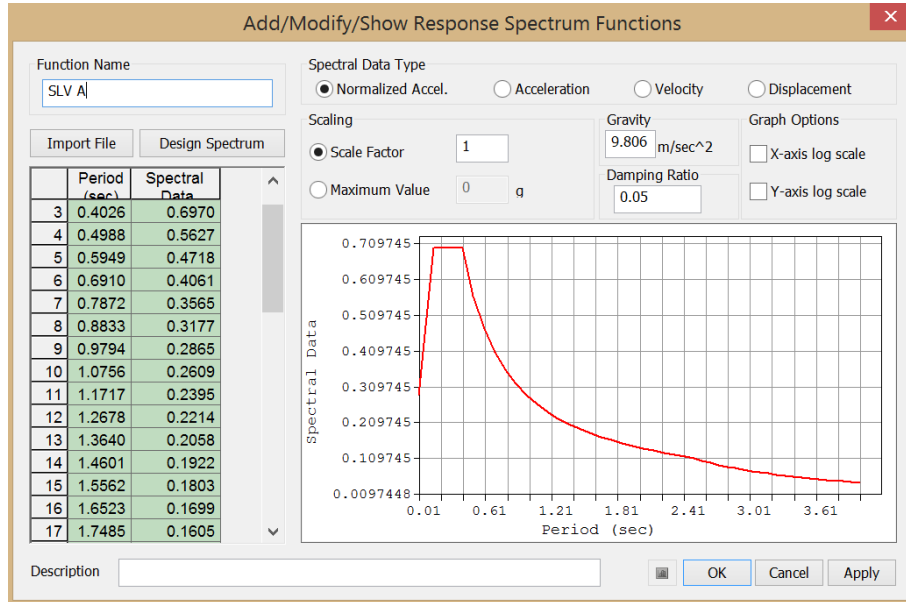 Add/Modify/Show Response Spectrum Functions
Function Name
SLV A
Import File Design Spectrum
Period (sec) Spectral Data
3 0.4026 0.6970
4 0.4988 0.5627
5 0.5949 0.4718
6 0.6910 0.4061
7 0.7872 0.3565
8 0.8833 0.3177
9 0.9794 0.2865
10 1.0756 0.2609
11 1.1717 0.2395
12 1.2678 0.2214
13 1.3640 0.2058
14 1.4601 0.1922
15 1.5562 0.1803
16 1.6523 0.1699
17 1.7485 0.1605
Spectral Data Type
Normalized Accel. Acceleration Velocity Displacement
Scaling
Scale Factor 1
Maximum Value 0 g
Gravity
9.806 m/sec^2
Damping Ratio
0.05
Graph Options
X-axis log scale
Y-axis log scale
0.709745
0.609745
0.509745
0.409745
0.309745
0.209745
0.109745
0.0097448
Spectral Data
0.01 0.61 1.21 1.81 2.41 3.01 3.61
Period (sec)
Description
OK Cancel Apply